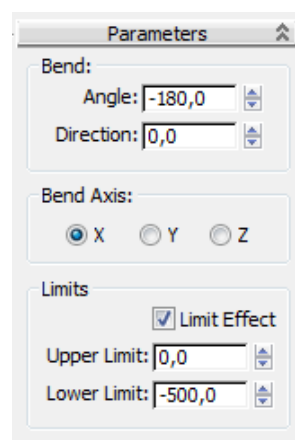 Parameters
Bend:
Angle: -180,0
Direction: 0,0
Bend Axis:
X Y Z
Limits
Limit Effect
Upper Limit: 0,0
Lower Limit: -500,0